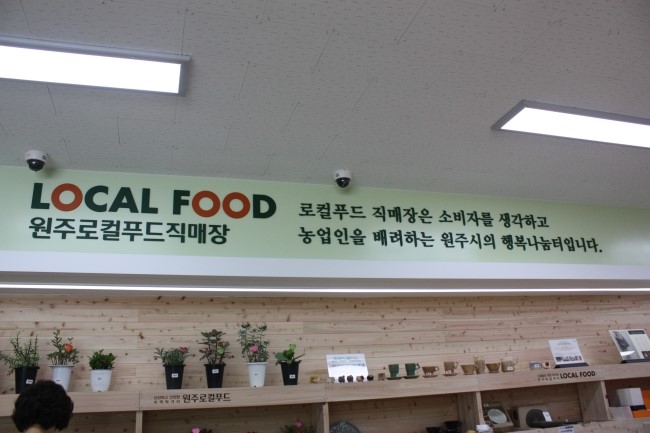 LOCAL FOOD
원주로컬푸드직매장
로컬푸드 직매장은 소비자를 생각하고
농업인을 배려하는 원주시의 행복나눔터입니다.
원주로컬푸드
LOCAL FOOD